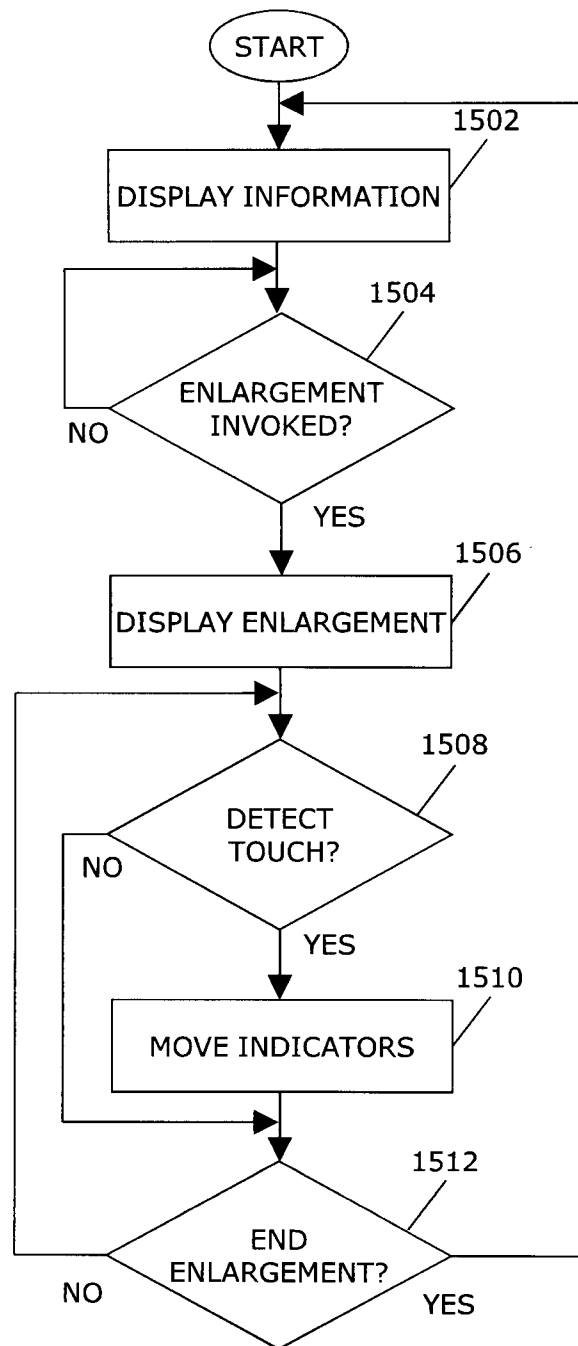 START
1502
DISPLAY INFORMATION
1504
ENLARGEMENT
INVOKED?
NO
YES
1506
DISPLAY ENLARGEMENT
1508
DETECT
TOUCH?
NO
YES
1510
MOVE INDICATORS
1512
END
ENLARGEMENT?
NO
YES